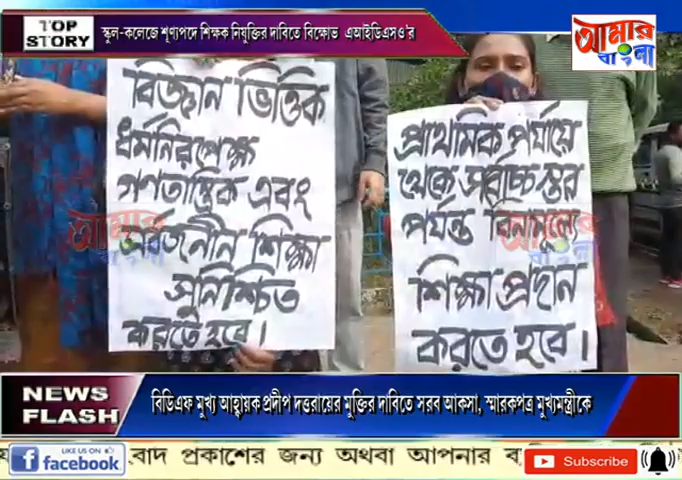 TOP STORY
স্কুল-কলেজে শূণ্যপদে শিক্ষক নিযুক্তির দাবিতে বিক্ষোভ এআইডিএসও'র
আমার
বাংলা
বিজ্ঞান ভিত্তিক
ধর্মনিরপেক্ষ
গণতান্ত্রিক এবং
সর্বজনীন শিক্ষা
সুনিশ্চিত
করতে হবে।
প্রাথমিক পর্যায়ে
থেকে সর্বোচ্চ স্তর
পর্যন্ত বিনামূল্যে
শিক্ষা প্রদান
করতে হবে।
আমার
বাংলা
আমার
বাংলা
NEWS FLASH
বিডিএফ মুখ্য আহ্বায়ক প্রদীপ দত্তরায়ের মুক্তির দাবিতে সরব আকসা, স্মারকপত্র মুখ্যমন্ত্রীকে
LIKE US ON
facebook
প্রকাশের জন্য অথবা আপনার
Subscribe